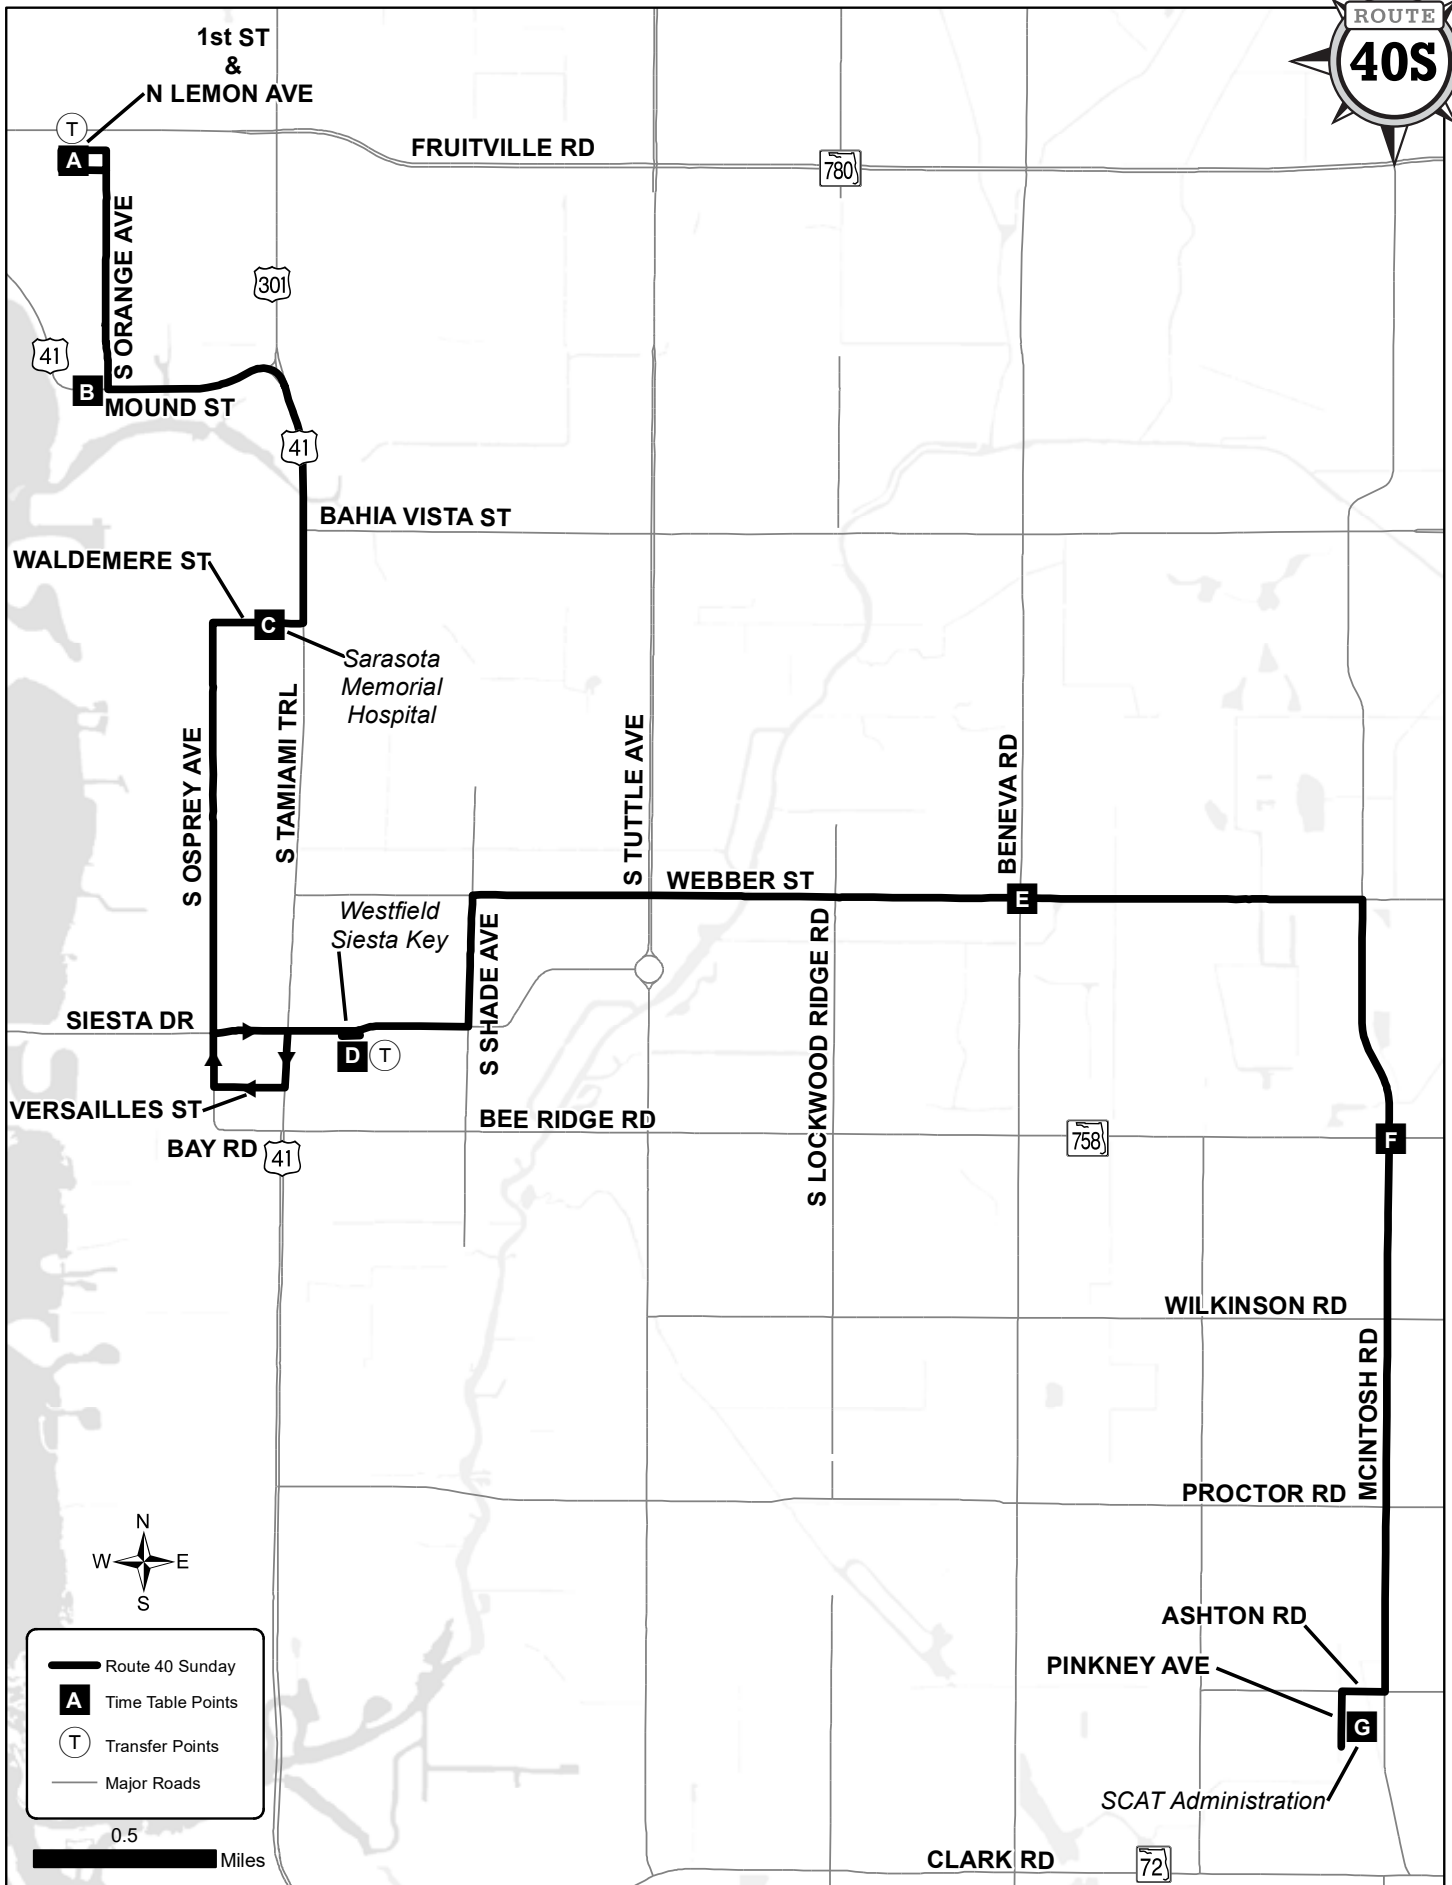 ROUTE
40S
1st ST
&
N LEMON AVE
T
A
FRUITVILLE RD
780
S ORANGE AVE
301
41
B
MOUND ST
41
BAHIA VISTA ST
WALDEMERE ST
C
Sarasota
Memorial
Hospital
S OSPREY AVE
S TAMIAMI TRL
S TUTTLE AVE
BENEVA RD
WEBBER ST
E
Westfield
Siesta Key
S SHADE AVE
S LOCKWOOD RIDGE RD
SIESTA DR
D
T
VERSAILLES ST
BEE RIDGE RD
758
F
BAY RD
41
WILKINSON RD
MCINTOSH RD
PROCTOR RD
N
W
E
S
ASHTON RD
PINKNEY AVE
G
SCAT Administration
Route 40 Sunday
A
Time Table Points
T
Transfer Points
Major Roads
0.5
Miles
CLARK RD
72